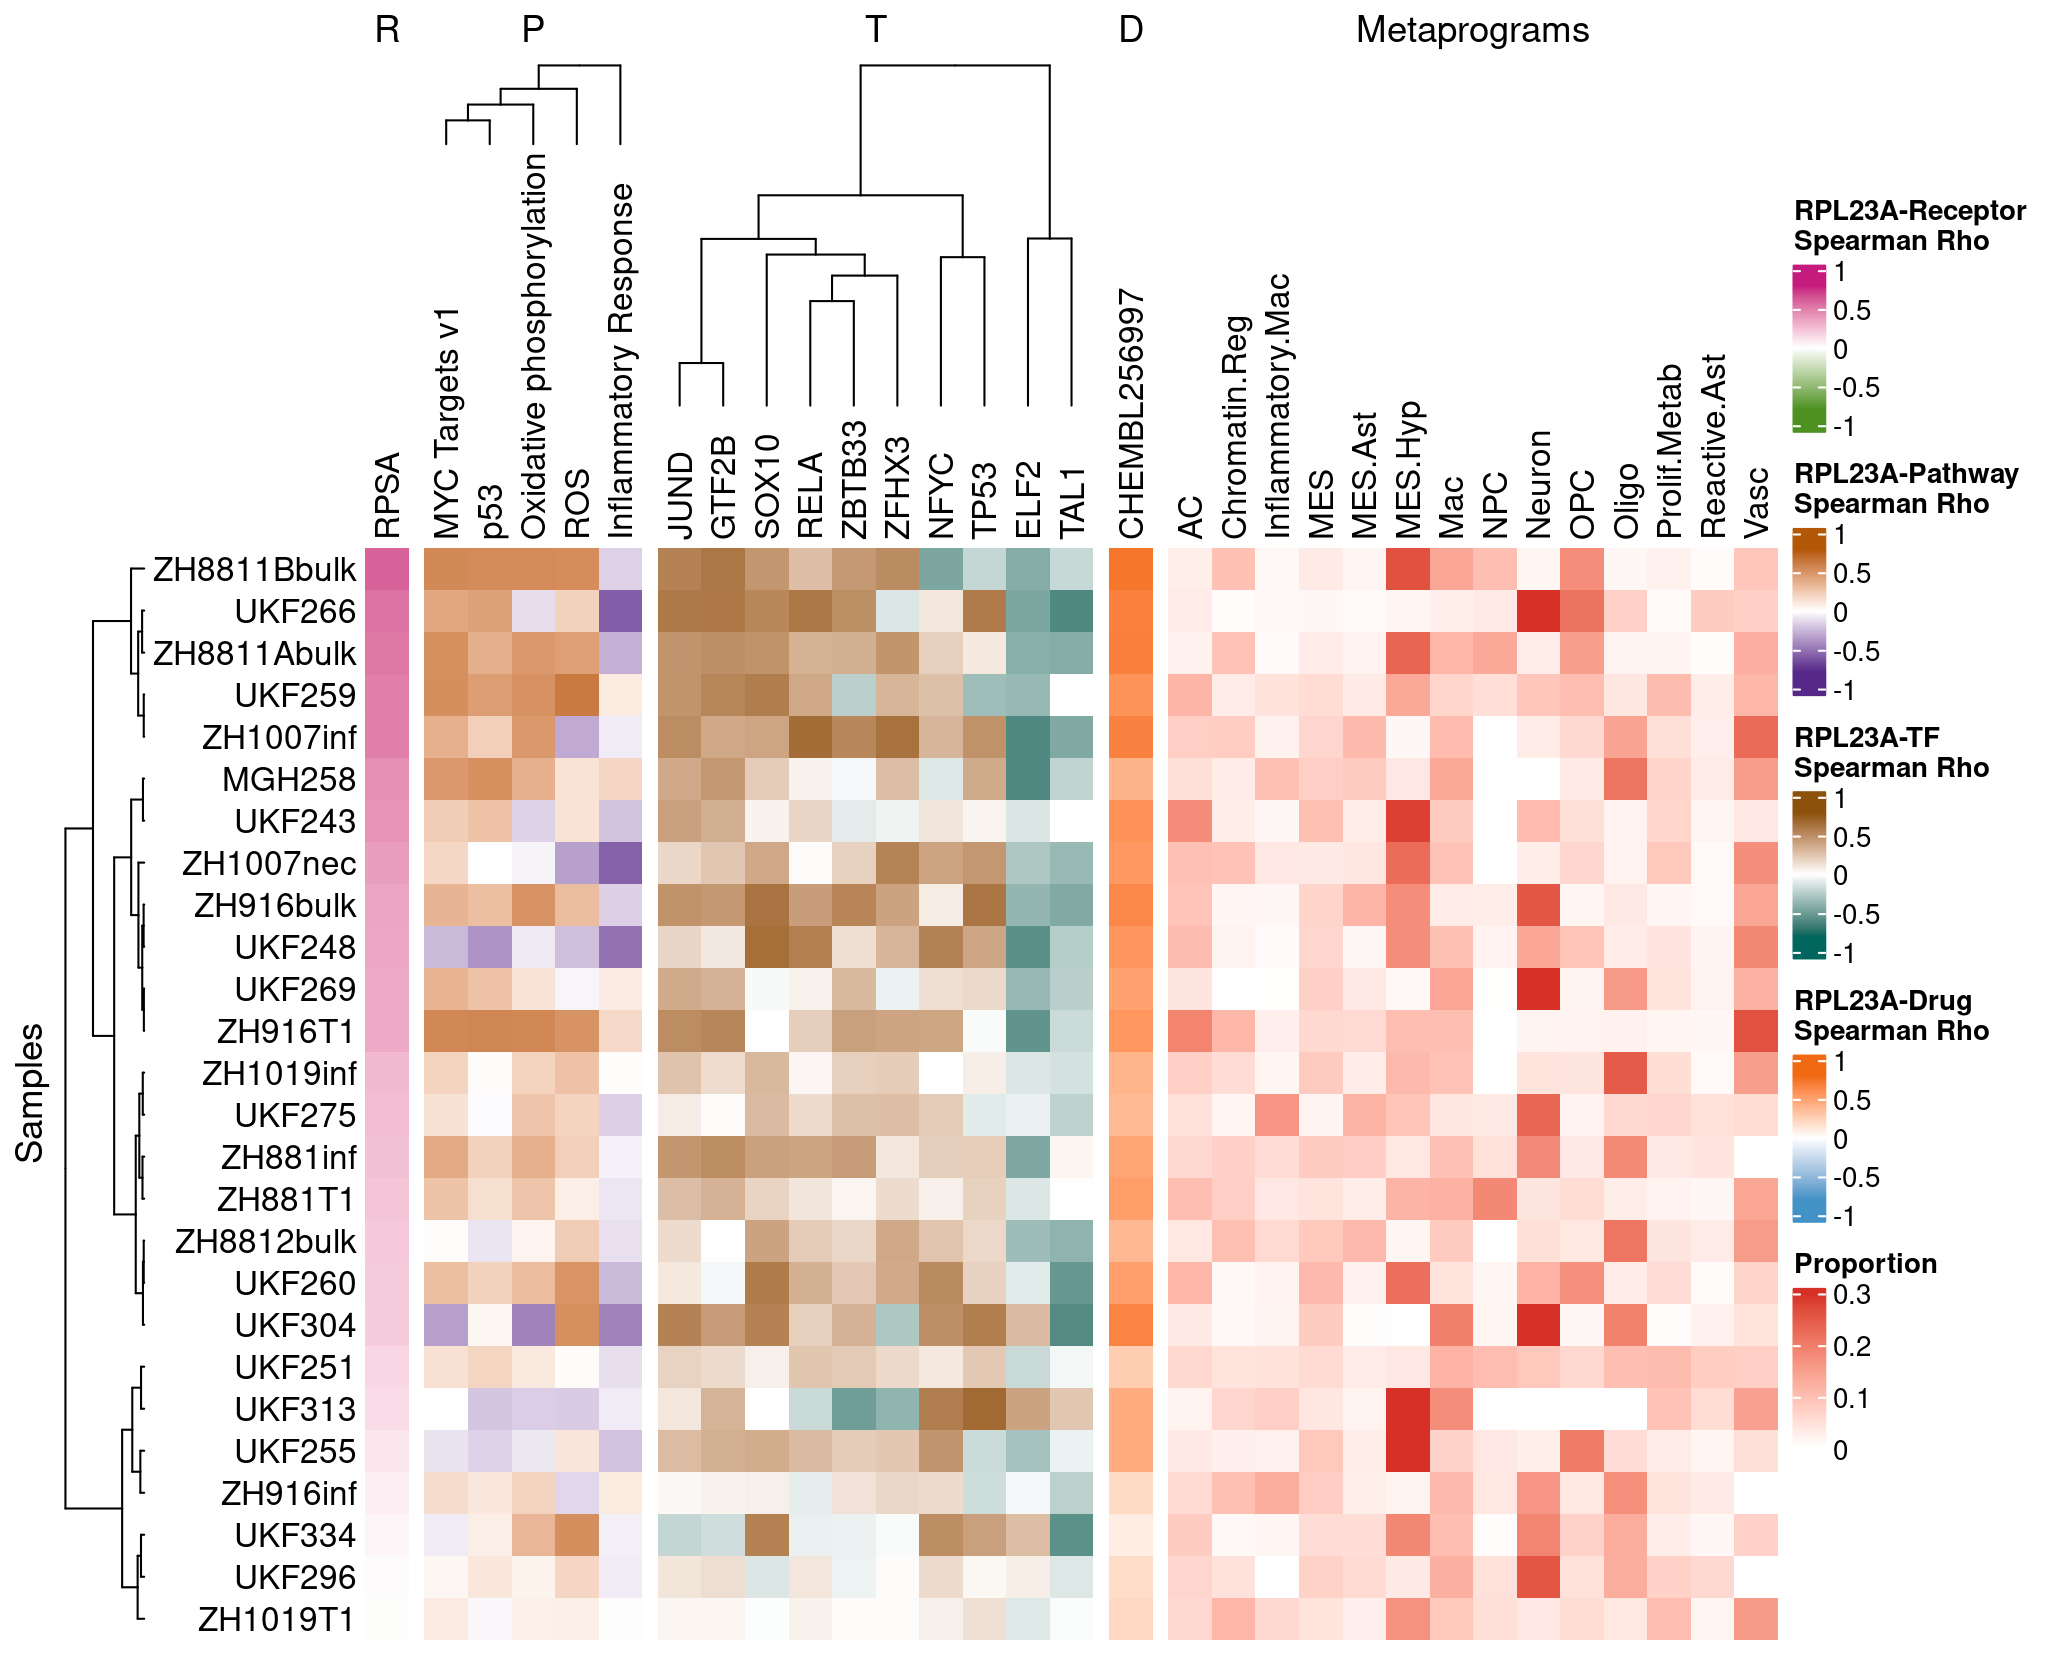 R
P
T
D
Metaprograms
RPSA
MYC Targets v1
p53
Oxidative phosphorylation
ROS
Inflammatory Response
JUND
GTF2B
SOX10
RELA
ZBTB33
ZFHX3
NFYC
TP53
ELF2
TAL1
CHEMBL256997
AC
Chromatin.Reg
Inflammatory.Mac
MES
MES.Ast
MES.Hyp
Mac
NPC
Neuron
OPC
Oligo
Prolif.Metab
Reactive.Ast
Vasc
Samples
ZH8811Bbulk
UKF266
ZH8811Abulk
UKF259
ZH1007inf
MGH258
UKF243
ZH1007nec
ZH916bulk
UKF248
UKF269
ZH916T1
ZH1019inf
UKF275
ZH881inf
ZH881T1
ZH8812bulk
UKF260
UKF304
UKF251
UKF313
UKF255
ZH916inf
UKF334
UKF296
ZH1019T1
RPL23A-Receptor
Spearman Rho
1
0.5
0
-0.5
-1
RPL23A-Pathway
Spearman Rho
1
0.5
0
-0.5
-1
RPL23A-TF
Spearman Rho
1
0.5
0
-0.5
-1
RPL23A-Drug
Spearman Rho
1
0.5
0
-0.5
-1
Proportion
0.3
0.2
0.1
0